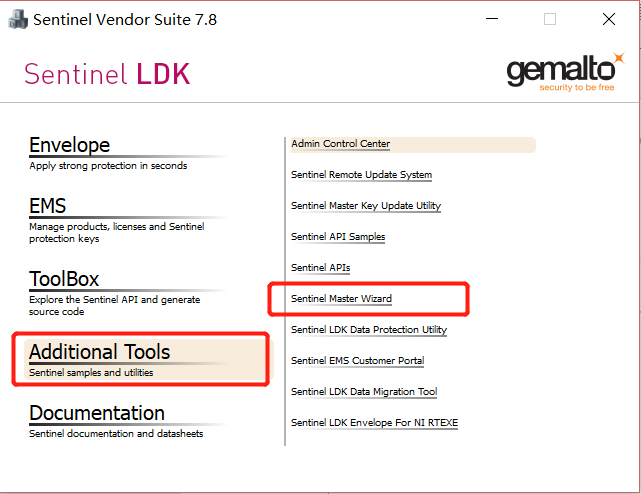 Sentinel Vendor Suite 7.8
Sentinel LDK
gemalto
security to be free
Envelope
Apply strong protection in seconds
EMS
Manage products, licenses and Sentinel
protection keys
ToolBox
Explore the Sentinel API and generate
source code
Additional Tools
Sentinel samples and utilities
Documentation
Sentinel documentation and datasheets
Admin Control Center
Sentinel Remote Update System
Sentinel Master Key Update Utility
Sentinel API Samples
Sentinel APIs
Sentinel Master Wizard
Sentinel LDK Data Protection Utility
Sentinel EMS Customer Portal
Sentinel LDK Data Migration Tool
Sentinel LDK Envelope For NI RTEXE